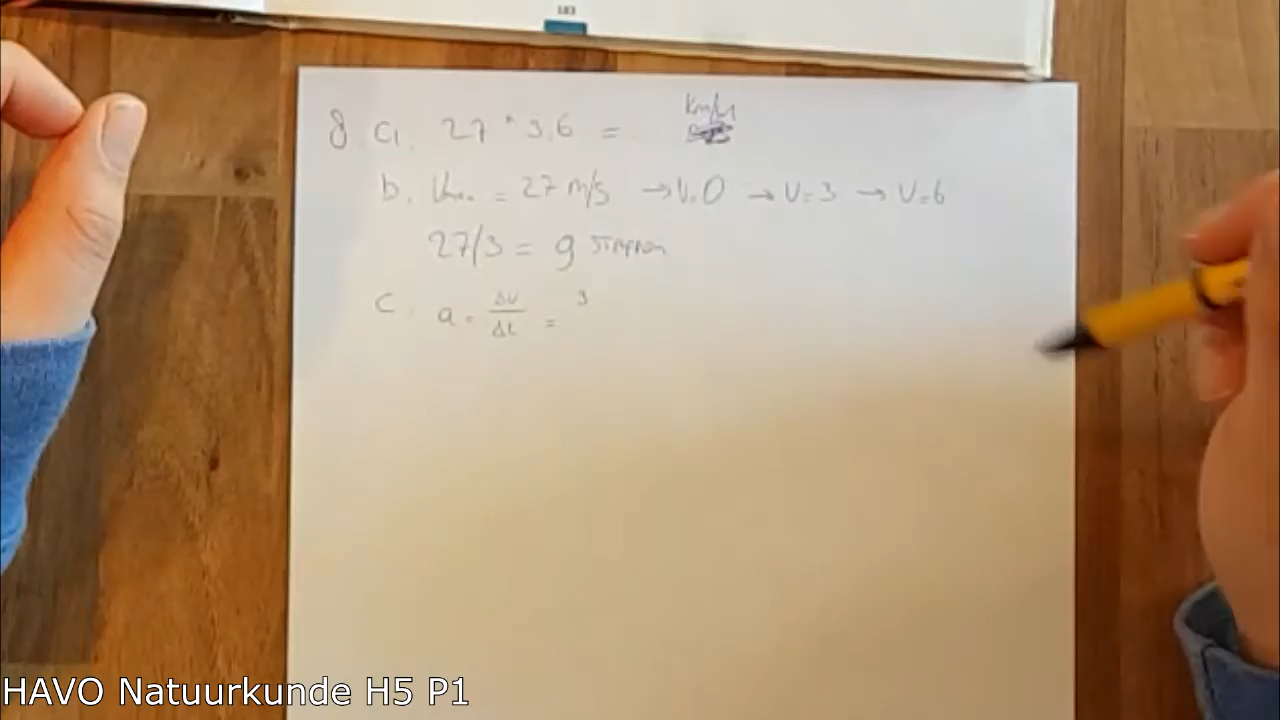 183
8 a. 27 * 3,6 = km/h
b. Vmax = 27 m/s → V=0 → V=3 → V=6
27/3 = 9 stappen
c. a = Δv/Δt = 3
HAVO Natuurkunde H5 P1